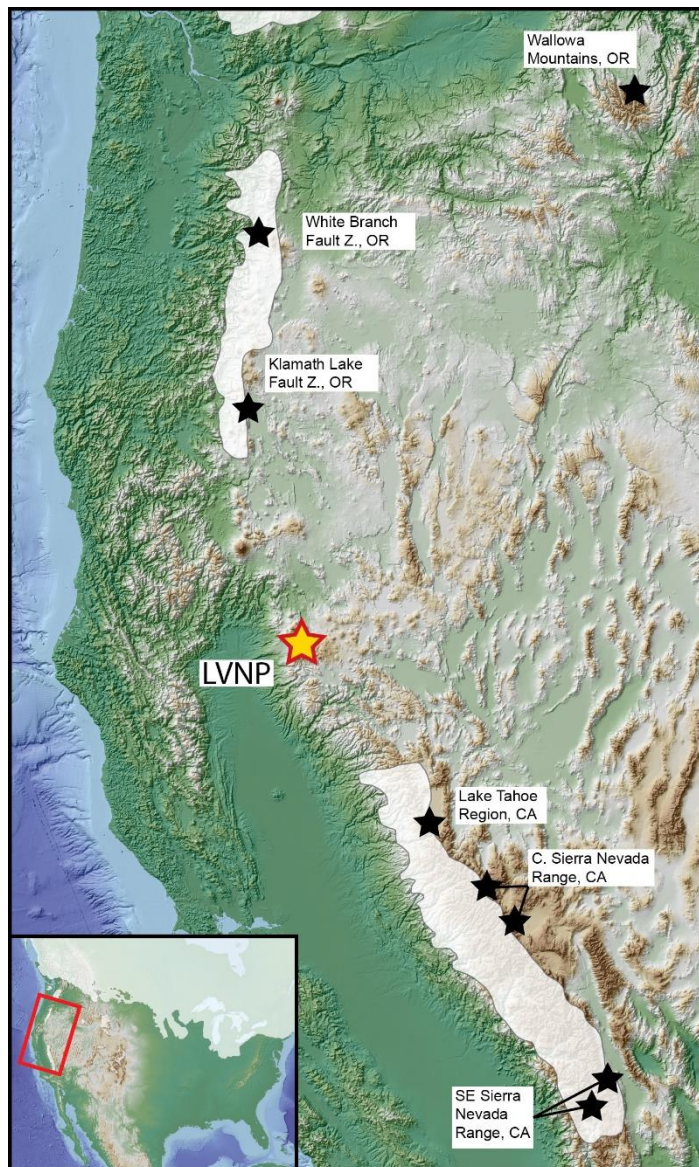 Wallowa
Mountains, OR
White Branch
Fault Z., OR
Klamath Lake
Fault Z., OR
LVNP
Lake Tahoe
Region, CA
C. Sierra Nevada
Range, CA
SE Sierra
Nevada
Range, CA